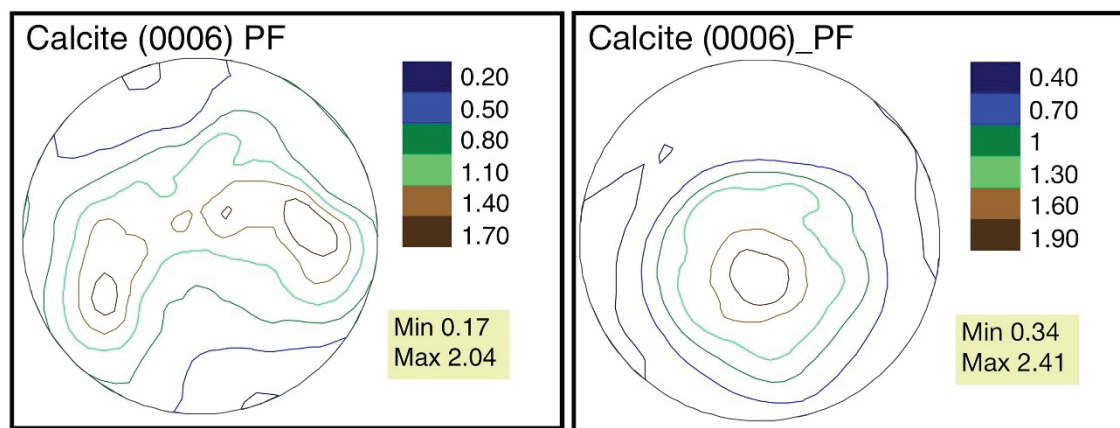 Calcite (0006) PF
0.20
0.50
0.80
1.10
1.40
1.70
Min 0.17
Max 2.04
Calcite (0006)_PF
0.40
0.70
1
1.30
1.60
1.90
Min 0.34
Max 2.41